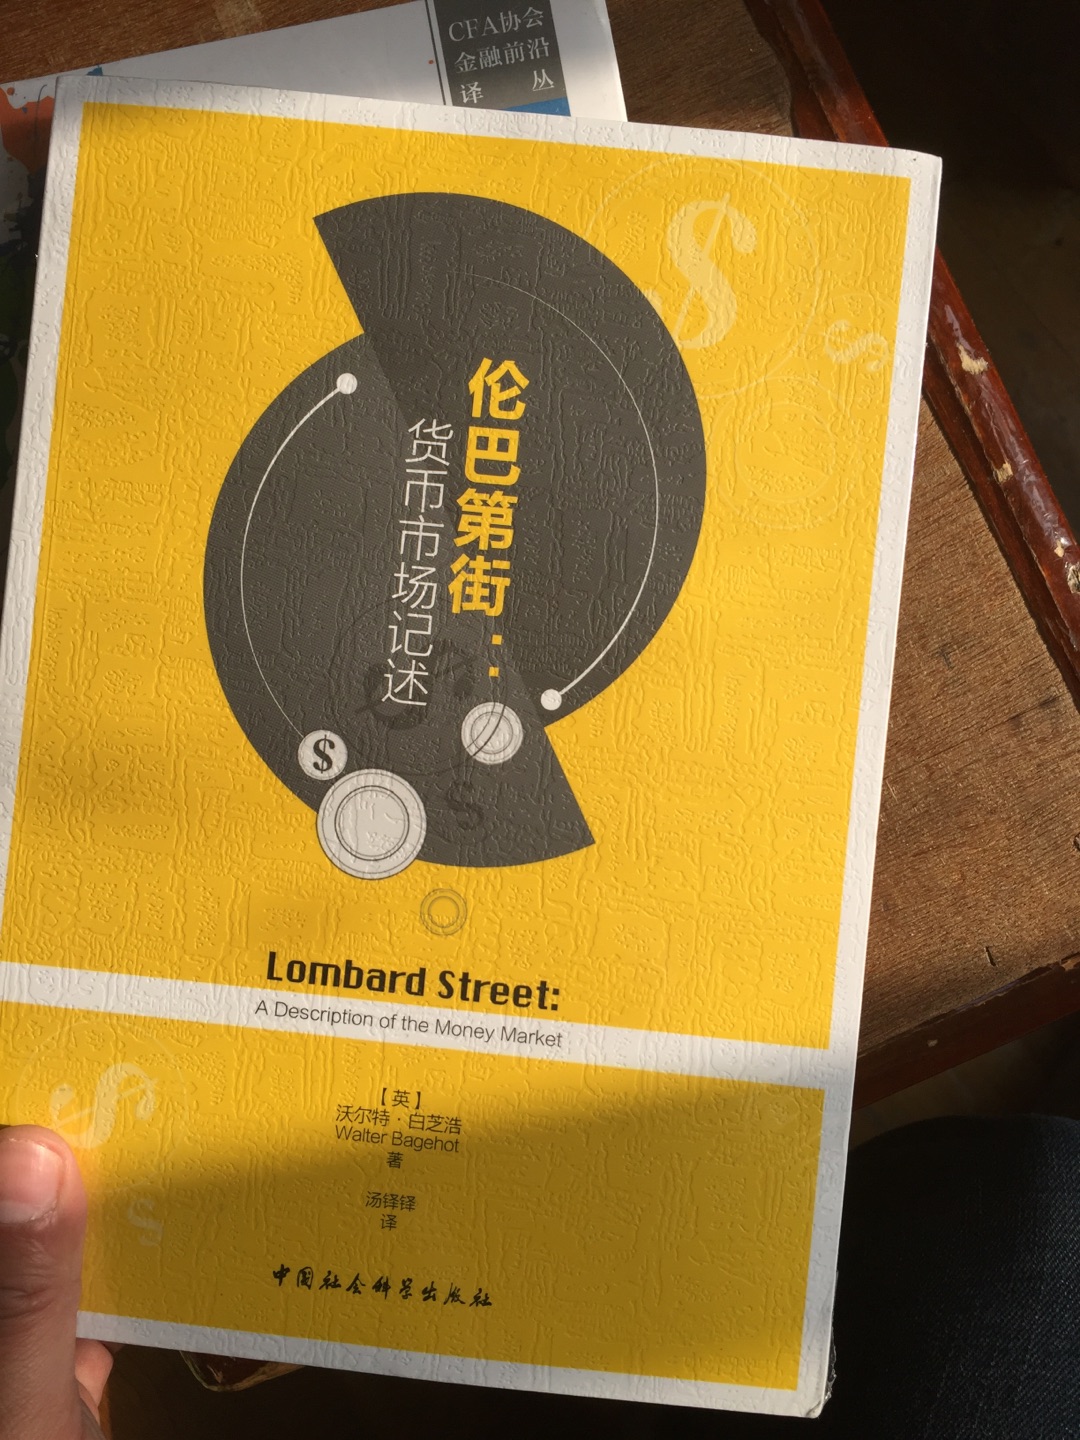 CFA协会
金融前沿
译 丛
伦巴第街：
货币市场记述
$
$
$
Lombard Street:
A Description of the Money Market
【英】
沃尔特·白芝浩
Walter Bagehot
著
汤铎铎
译
中国社会科学出版社